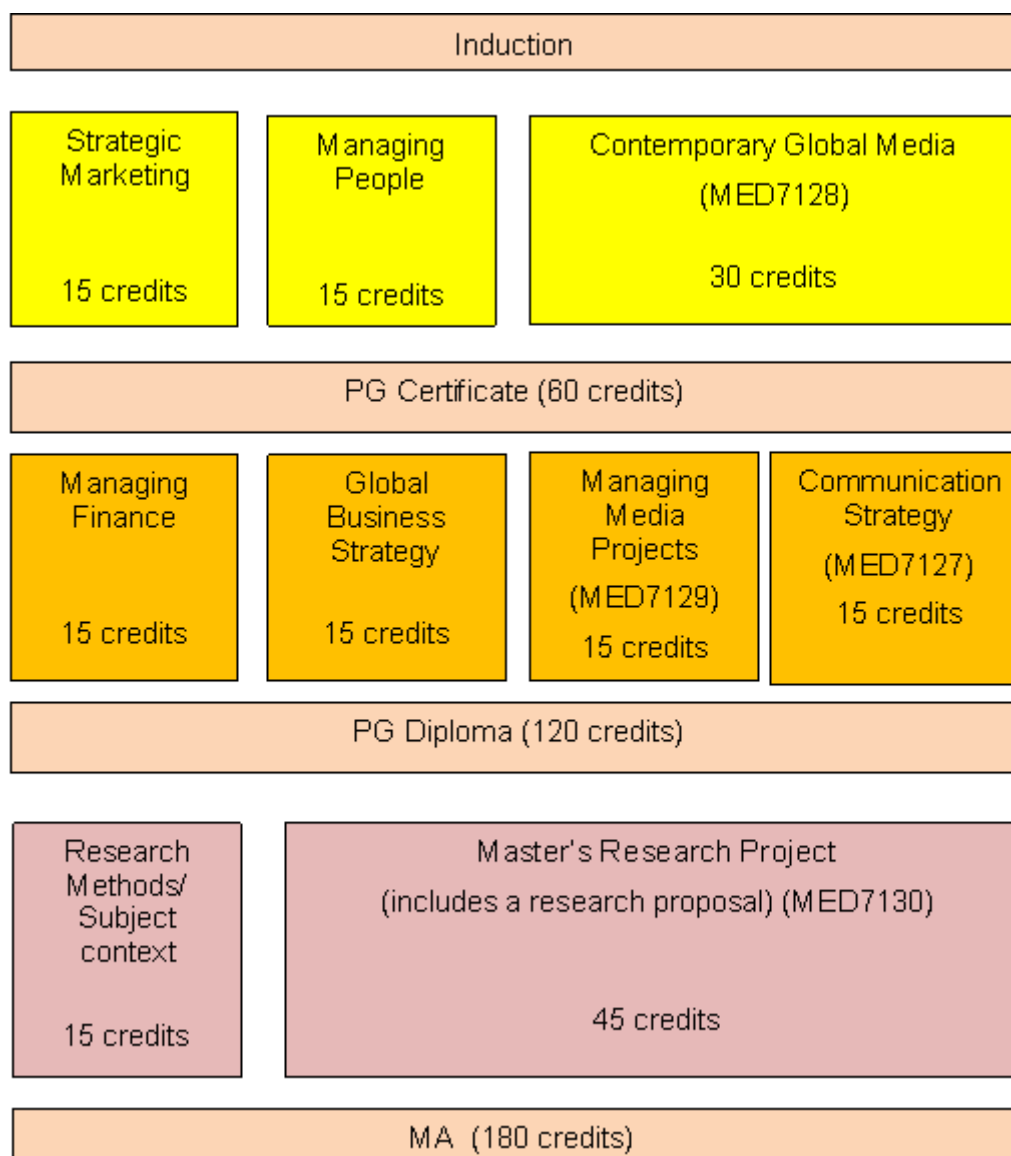 Induction
Strategic
Marketing
15 credits
Managing
People
15 credits
Contemporary Global Media
(MED7128)
30 credits
PG Certificate (60 credits)
Managing
Finance
15 credits
Global
Business
Strategy
15 credits
Managing
Media
Projects
(MED7129)
15 credits
Communication
Strategy
(MED7127)
15 credits
PG Diploma (120 credits)
Research
Methods/
Subject
context
15 credits
Master's Research Project
(includes a research proposal) (MED7130)
45 credits
MA (180 credits)